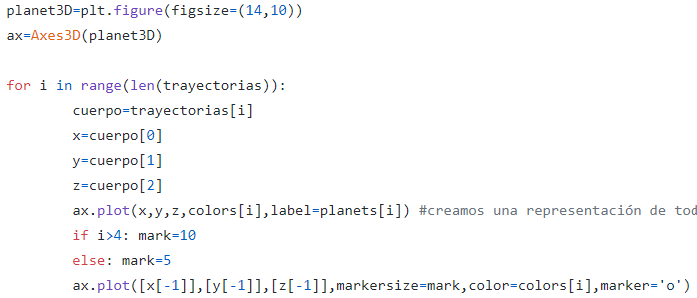 planet3D=plt.figure(figsize=(14,10))
ax=Axes3D(planet3D)
for i in range(len(trayectorias)):
cuerpo=trayectorias[i]
x=cuerpo[0]
y=cuerpo[1]
z=cuerpo[2]
ax.plot(x,y,z,colors[i],label=planets[i]) #creamos una representación de tod
if i>4: mark=10
else: mark=5
ax.plot([x[-1]],[y[-1]],[z[-1]],markersize=mark,color=colors[i],marker='o')